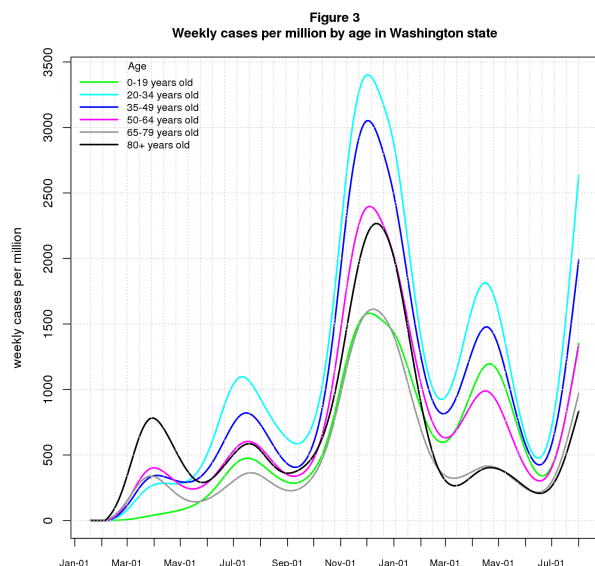 Figure 3
Weekly cases per million by age in Washington state
weekly cases per million
3500
3000
2500
2000
1500
1000
500
0
Age
0-19 years old
20-34 years old
35-49 years old
50-64 years old
65-79 years old
80+ years old
Jan-01 Mar-01 May-01 Jul-01 Sep-01 Nov-01 Jan-01 Mar-01 May-01 Jul-01